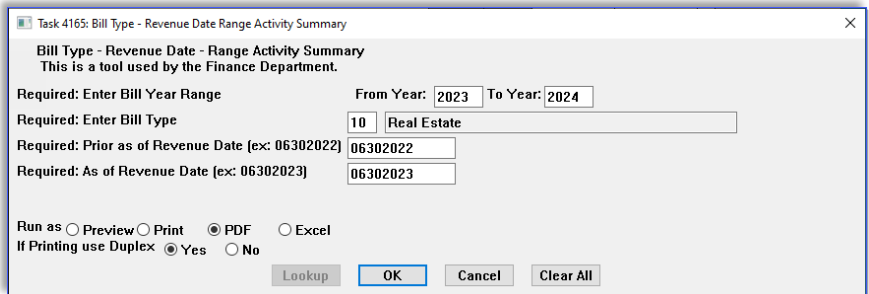 Task 4165: Bill Type - Revenue Date Range Activity Summary
Bill Type - Revenue Date - Range Activity Summary
This is a tool used by the Finance Department.
Required: Enter Bill Year Range From Year: 2023 To Year: 2024
Required: Enter Bill Type 10 Real Estate
Required: Prior as of Revenue Date (ex: 06302022) 06302022
Required: As of Revenue Date (ex: 06302023) 06302023
Run as Preview Print PDF Excel
If Printing use Duplex Yes No
Lookup OK Cancel Clear All